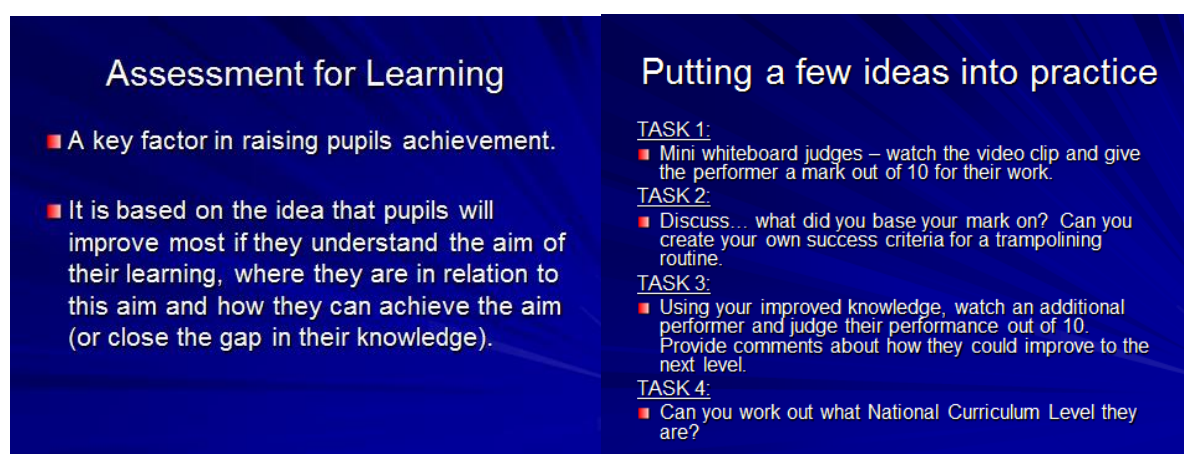 Assessment for Learning
A key factor in raising pupils achievement.
It is based on the idea that pupils will
improve most if they understand the aim of
their learning, where they are in relation to
this aim and how they can achieve the aim
(or close the gap in their knowledge).
Putting a few ideas into practice
TASK 1:
Mini whiteboard judges – watch the video clip and give
the performer a mark out of 10 for their work.
TASK 2:
Discuss... what did you base your mark on? Can you
create your own success criteria for a trampolining
routine.
TASK 3:
Using your improved knowledge, watch an additional
performer and judge their performance out of 10.
Provide comments about how they could improve to the
next level.
TASK 4:
Can you work out what National Curriculum Level they
are?